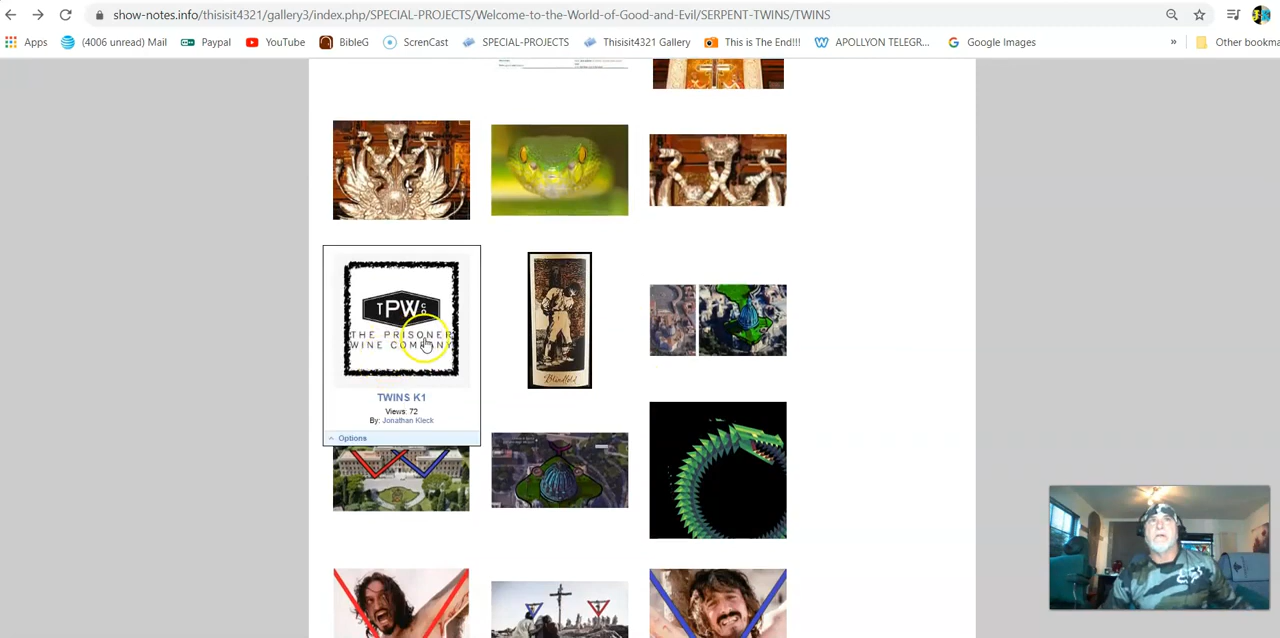 show-notes.info/thisisit4321/gallery3/index.php/SPECIAL-PROJECTS/Welcome-to-the-World-of-Good-and-Evil/SERPENT-TWINS/TWINS
Apps
(4006 unread) Mail
Paypal
YouTube
BibleG
ScrenCast
SPECIAL-PROJECTS
Thisisit4321 Gallery
This is The End!!!
APOLLYON TELEGR...
Google Images
»
Other bookma
TPWCO
THE PRISONER
WINE COMPANY
Blindfold
TWINS K1
Views: 72
By: Jonathan Kleck
Options